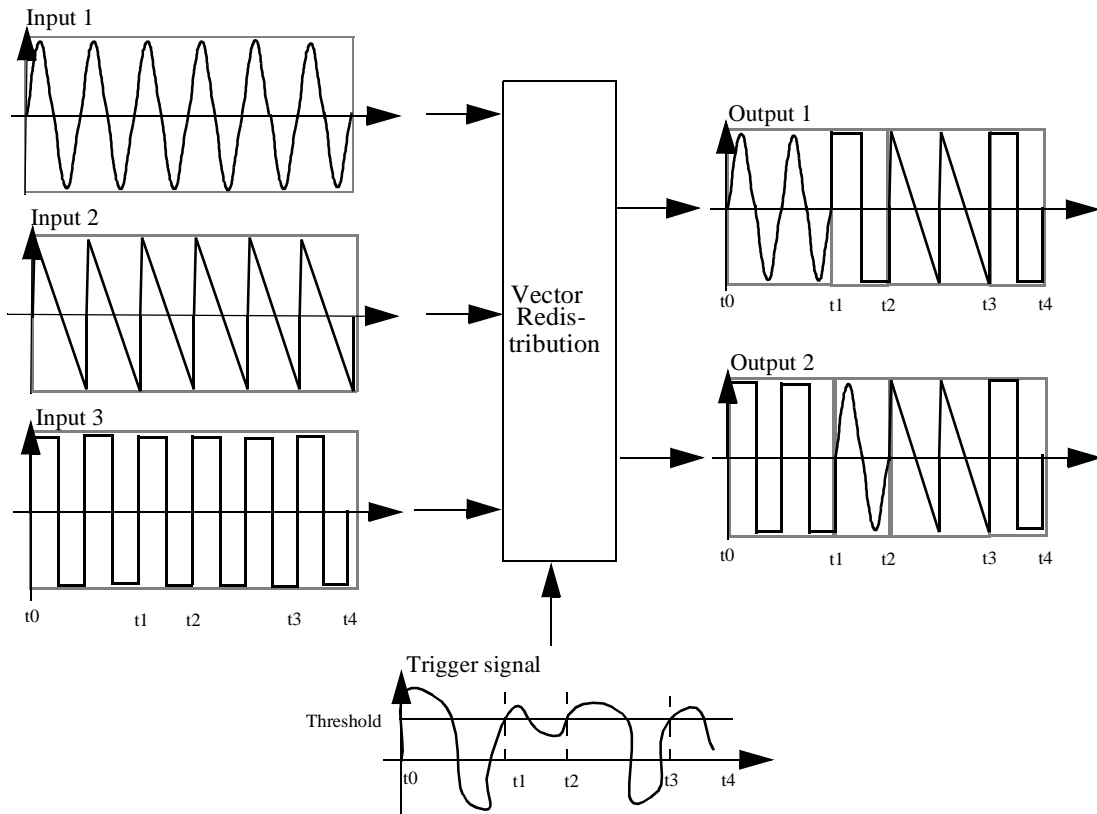 Input 1
Output 1
t0
t1
t2
t3
t4
Input 2
Vector
Redis-
tribution
Output 2
t0
t1
t2
t3
t4
Input 3
t0
t1
t2
t3
t4
Trigger signal
Threshold
t0
t1
t2
t3
t4